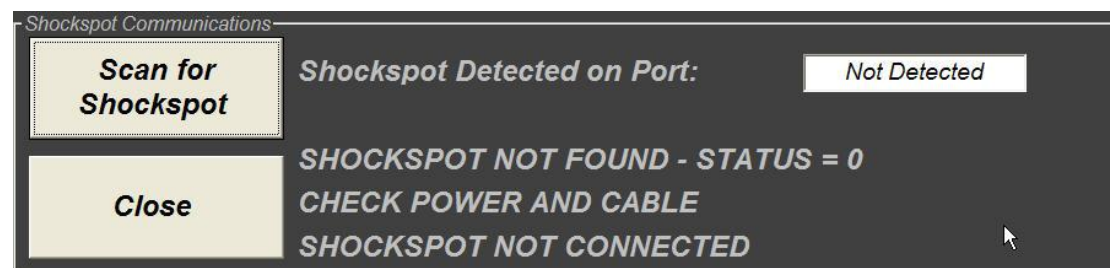 Shockspot Communications
Scan for
Shockspot
Shockspot Detected on Port:
Not Detected
SHOCKSPOT NOT FOUND - STATUS = 0
Close
CHECK POWER AND CABLE
SHOCKSPOT NOT CONNECTED